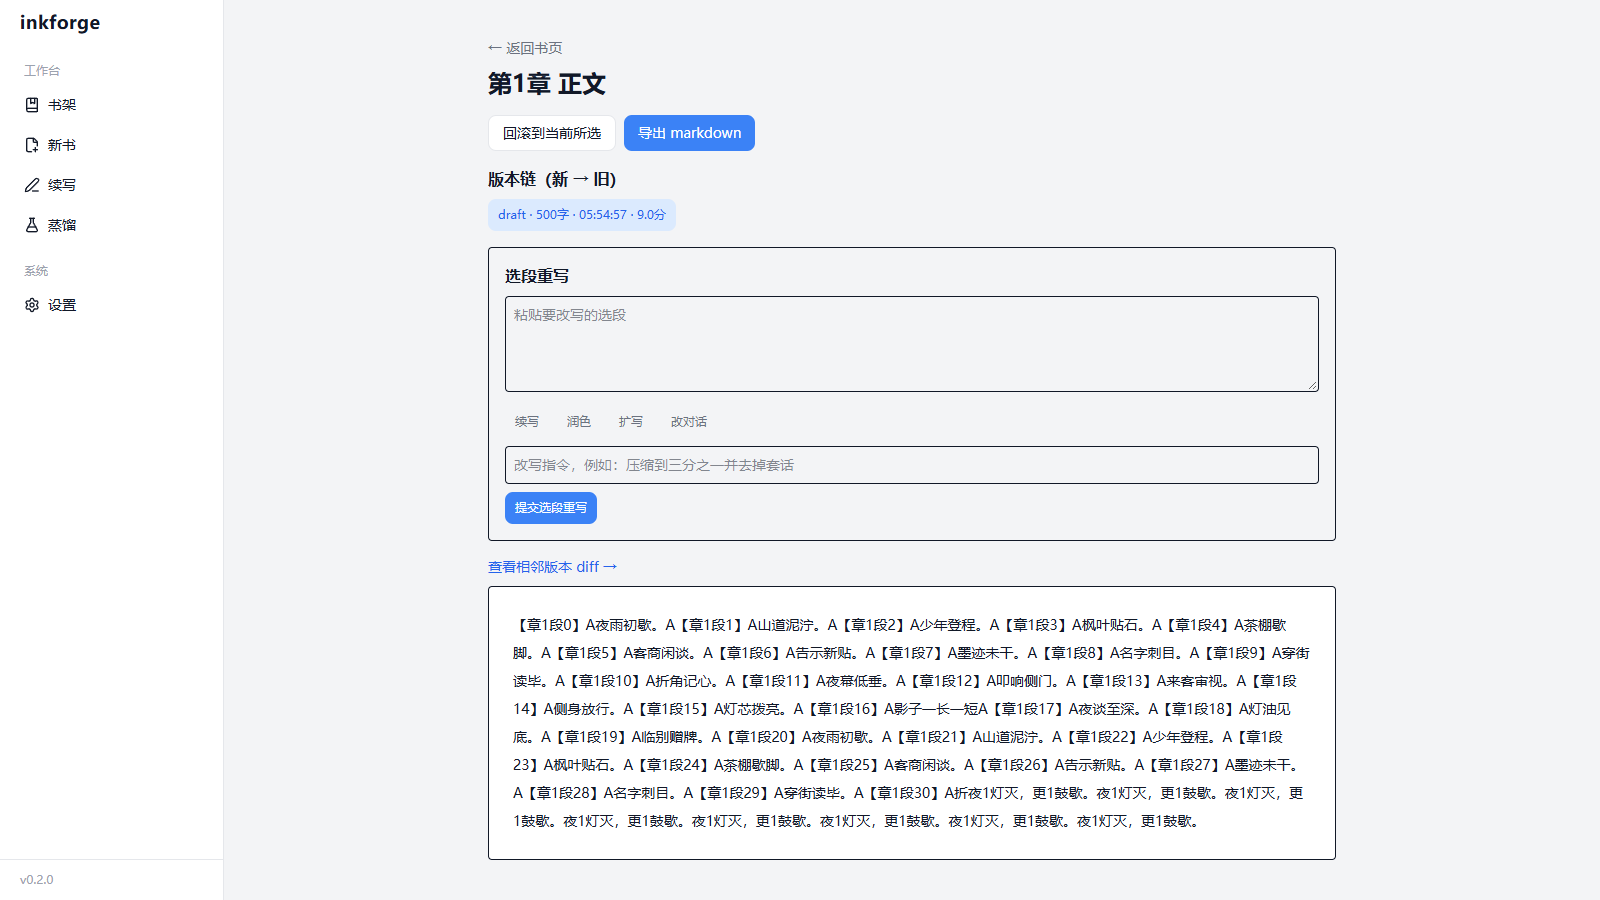 inkforge
工作台
书架
新书
续写
蒸馏
系统
设置
v0.2.0
← 返回书页
第1章 正文
回滚到当前所选
导出 markdown
版本链（新 → 旧）
draft · 500字 · 05:54:57 · 9.0分
选段重写
粘贴要改写的选段
续写
润色
扩写
改对话
改写指令，例如：压缩到三分之一并去掉套话
提交选段重写
查看相邻版本 diff →
【章1段0】A夜雨初歇。A【章1段1】A山道泥泞。A【章1段2】A少年登程。A【章1段3】A枫叶贴石。A【章1段4】A茶棚歇
脚。A【章1段5】A客商闲谈。A【章1段6】A告示新贴。A【章1段7】A墨迹未干。A【章1段8】A名字刺目。A【章1段9】A穿街
读毕。A【章1段10】A折角记心。A【章1段11】A夜幕低垂。A【章1段12】A叩响侧门。A【章1段13】A来客审视。A【章1段
14】A侧身放行。A【章1段15】A灯芯拨亮。A【章1段16】A影子一长一短A【章1段17】A夜谈至深。A【章1段18】A灯油见
底。A【章1段19】A临别赠牌。A【章1段20】A夜雨初歇。A【章1段21】A山道泥泞。A【章1段22】A少年登程。A【章1段
23】A枫叶贴石。A【章1段24】A茶棚歇脚。A【章1段25】A客商闲谈。A【章1段26】A告示新贴。A【章1段27】A墨迹未干。
A【章1段28】A名字刺目。A【章1段29】A穿街读毕。A【章1段30】A折夜1灯灭，更1鼓歇。夜1灯灭，更1鼓歇。夜1灯灭，更
1鼓歇。夜1灯灭，更1鼓歇。夜1灯灭，更1鼓歇。夜1灯灭，更1鼓歇。夜1灯灭，更1鼓歇。夜1灯灭，更1鼓歇。